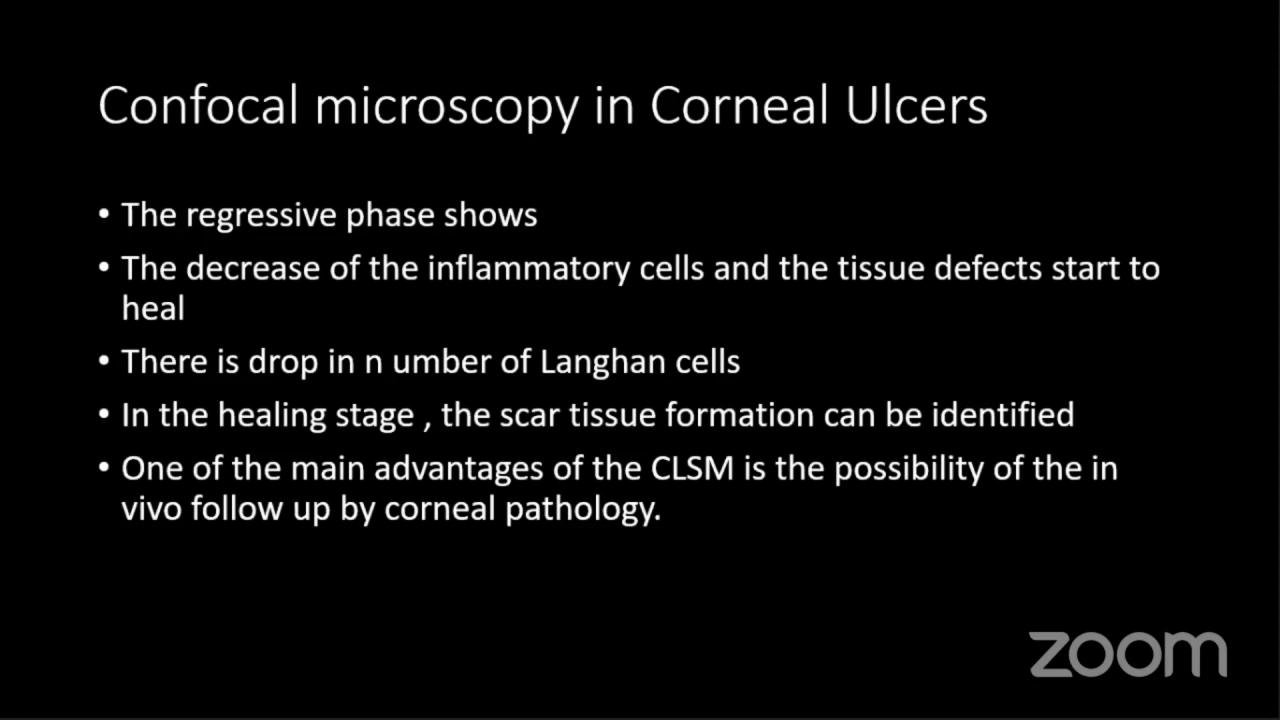 Confocal microscopy in Corneal Ulcers
• The regressive phase shows
• The decrease of the inflammatory cells and the tissue defects start to
heal
• There is drop in n umber of Langhan cells
• In the healing stage , the scar tissue formation can be identified
• One of the main advantages of the CLSM is the possibility of the in
vivo follow up by corneal pathology.
zoom